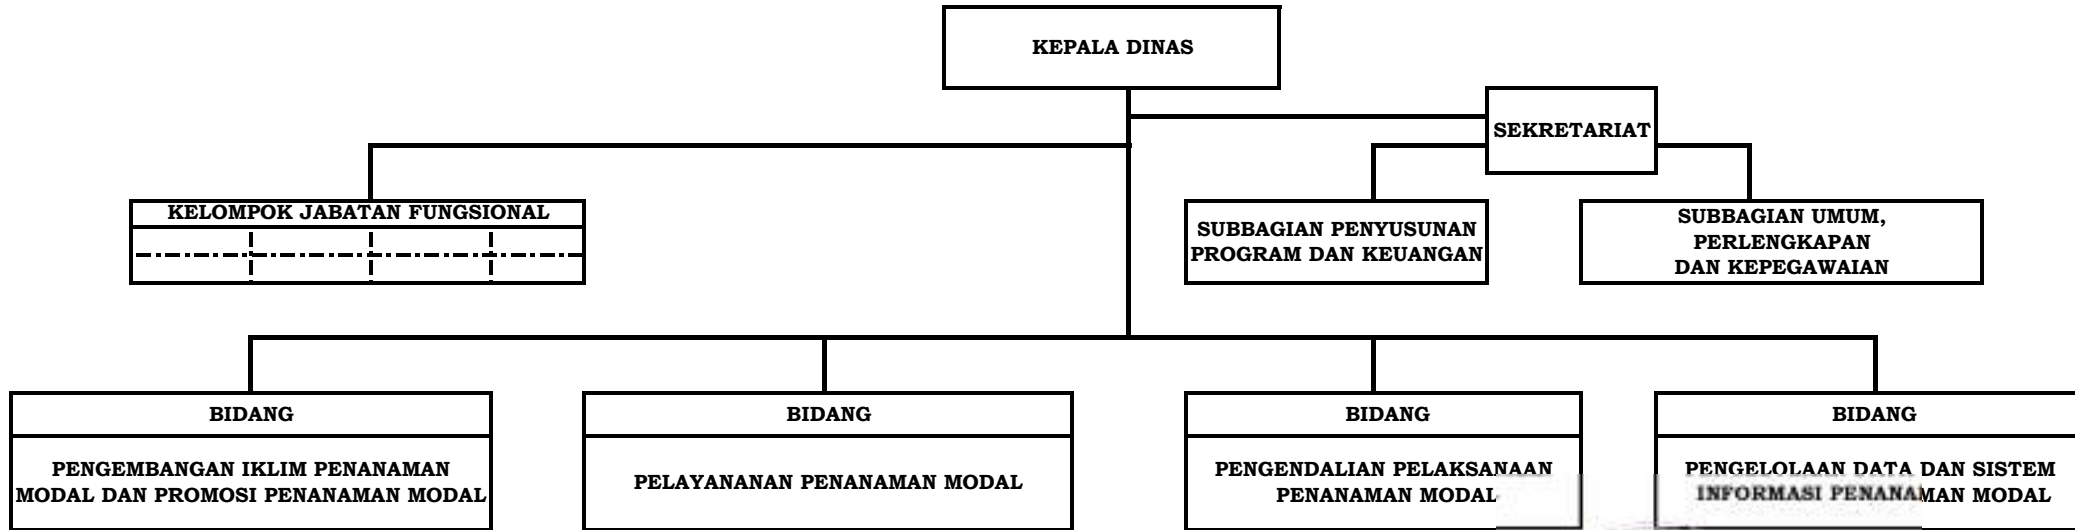 KEPALA DINAS
SEKRETARIAT
KELOMPOK JABATAN FUNGSIONAL
SUBBAGIAN PENYUSUNAN
PROGRAM DAN KEUANGAN
SUBBAGIAN UMUM,
PERLENGKAPAN
DAN KEPEGAWAIAN
BIDANG
PENGEMBANGAN IKLIM PENANAMAN
MODAL DAN PROMOSI PENANAMAN MODAL
BIDANG
PELAYANANAN PENANAMAN MODAL
BIDANG
PENGENDALIAN PELAKSANAAN
PENANAMAN MODAL
BIDANG
PENGELOLAAN DATA DAN SISTEM
INFORMASI PENANAMAN MODAL